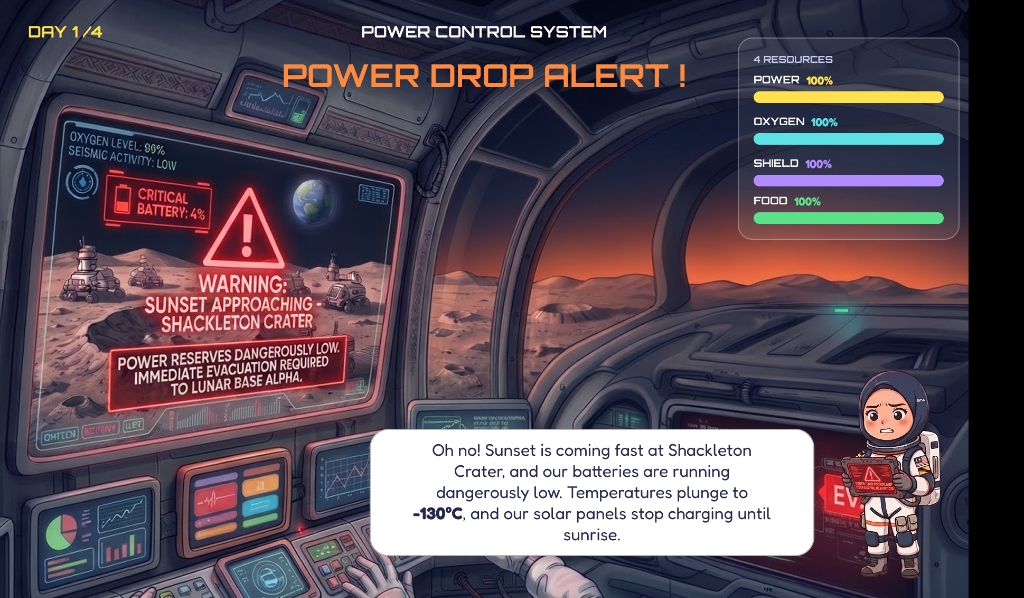 DAY 1/4
POWER CONTROL SYSTEM
POWER DROP ALERT !
4 RESOURCES
POWER 100%
OXYGEN 100%
SHIELD 100%
FOOD 100%
OXYGEN LEVEL: 99%
SEISMIC ACTIVITY: LOW
CRITICAL
BATTERY: 4%
WARNING:
SUNSET APPROACHING -
SHACKLETON CRATER
POWER RESERVES DANGEROUSLY LOW.
IMMEDIATE EVACUATION REQUIRED
TO LUNAR BASE ALPHA.
Oh no! Sunset is coming fast at Shackleton
Crater, and our batteries are running
dangerously low. Temperatures plunge to
-130°C, and our solar panels stop charging until
sunrise.
EV